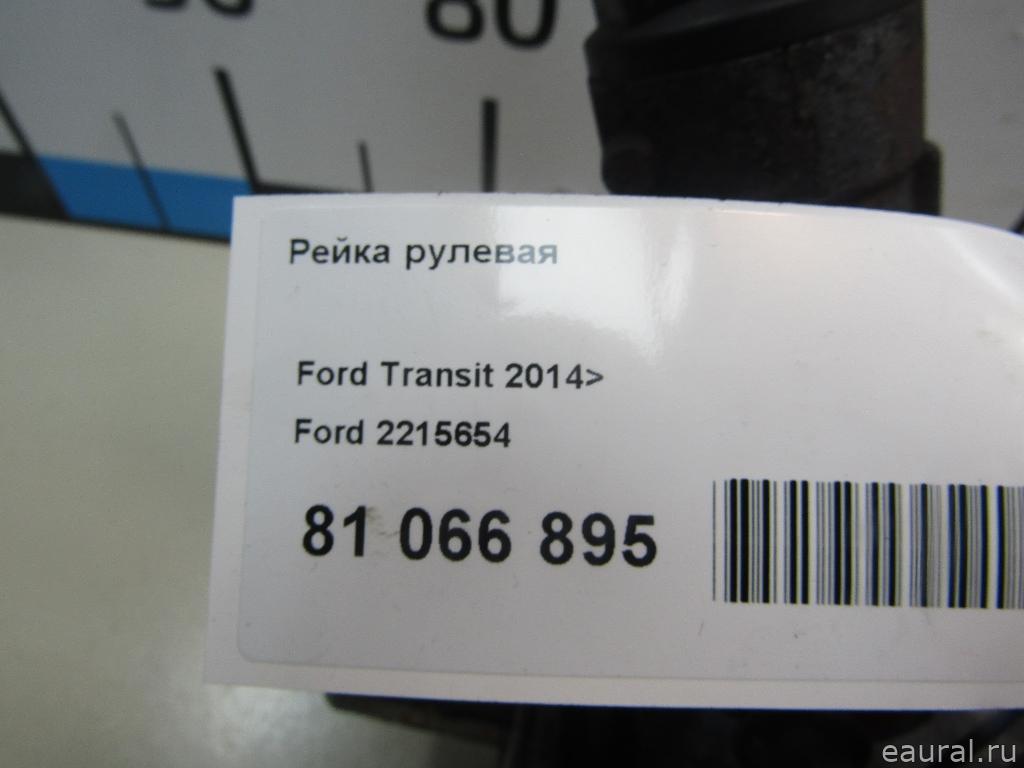 80
Рейка рулевая
Ford Transit 2014>
Ford 2215654
81 066 895
eaural.ru